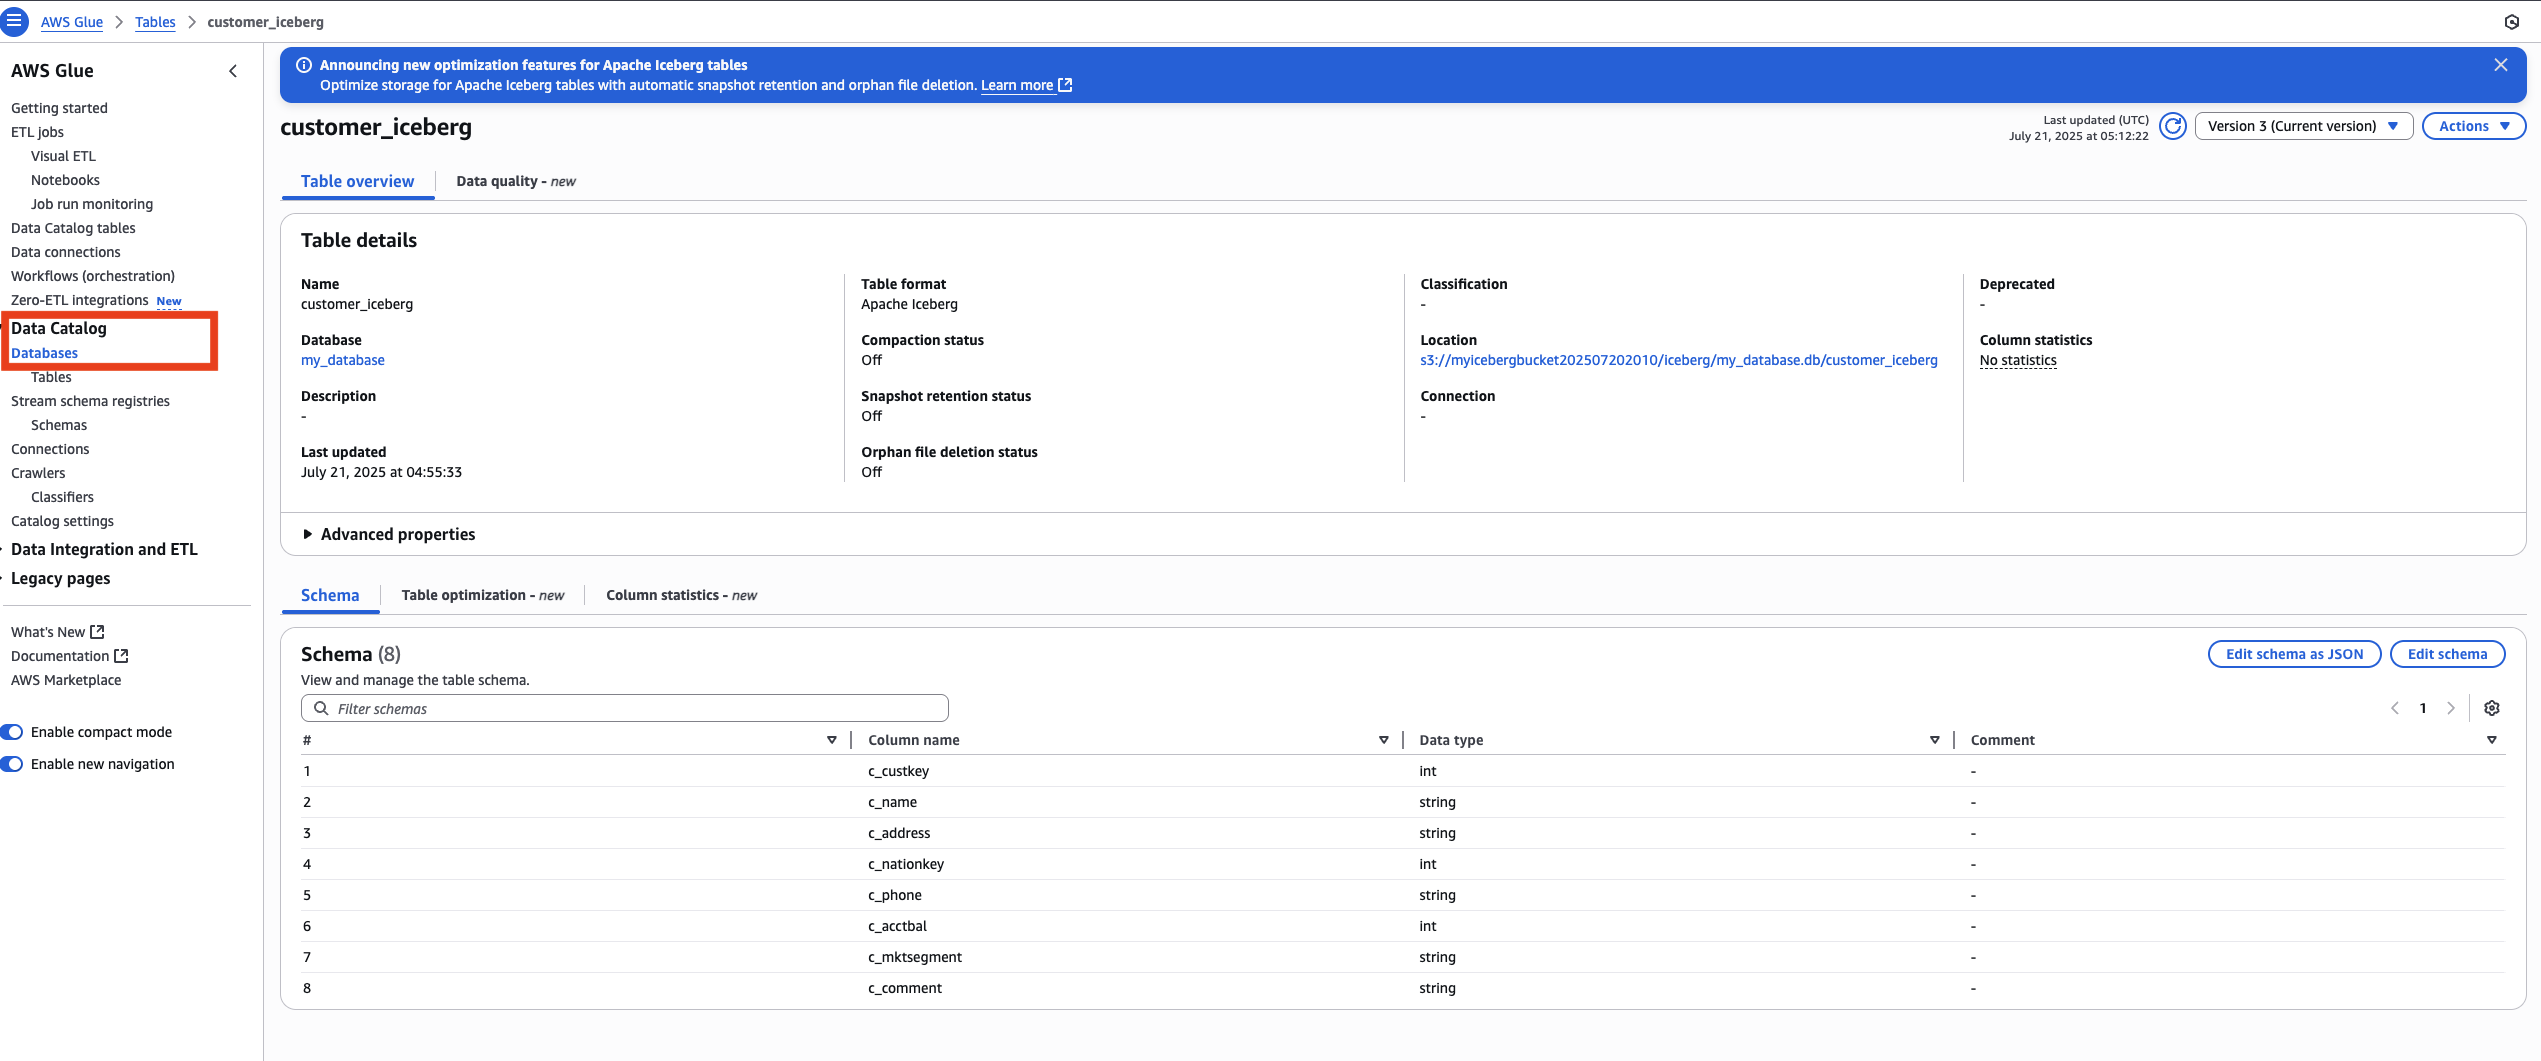 AWS Glue > Tables > customer_iceberg
AWS Glue
Getting started
ETL jobs
Visual ETL
Notebooks
Job run monitoring
Data Catalog tables
Data connections
Workflows (orchestration)
Zero-ETL integrations New
Data Catalog
Databases
Tables
Stream schema registries
Schemas
Connections
Crawlers
Classifiers
Catalog settings
Data Integration and ETL
Legacy pages
What's New
Documentation
AWS Marketplace
Enable compact mode
Enable new navigation
Announcing new optimization features for Apache Iceberg tables
Optimize storage for Apache Iceberg tables with automatic snapshot retention and orphan file deletion. Learn more
customer_iceberg
Last updated (UTC)
July 21, 2025 at 05:12:22
Version 3 (Current version)
Actions
Table overview
Data quality - new
Table details
Name
customer_iceberg
Database
my_database
Description
-
Last updated
July 21, 2025 at 04:55:33
Table format
Apache Iceberg
Compaction status
Off
Snapshot retention status
Off
Orphan file deletion status
Off
Classification
-
Location
s3://myicebergbucket202507202010/iceberg/my_database.db/customer_iceberg
Connection
-
Deprecated
-
Column statistics
No statistics
Advanced properties
Schema
Table optimization - new
Column statistics - new
Schema (8)
View and manage the table schema.
Edit schema as JSON
Edit schema
Filter schemas
1
# Column name Data type Comment
1 c_custkey int -
2 c_name string -
3 c_address string -
4 c_nationkey int -
5 c_phone string -
6 c_acctbal int -
7 c_mktsegment string -
8 c_comment string -